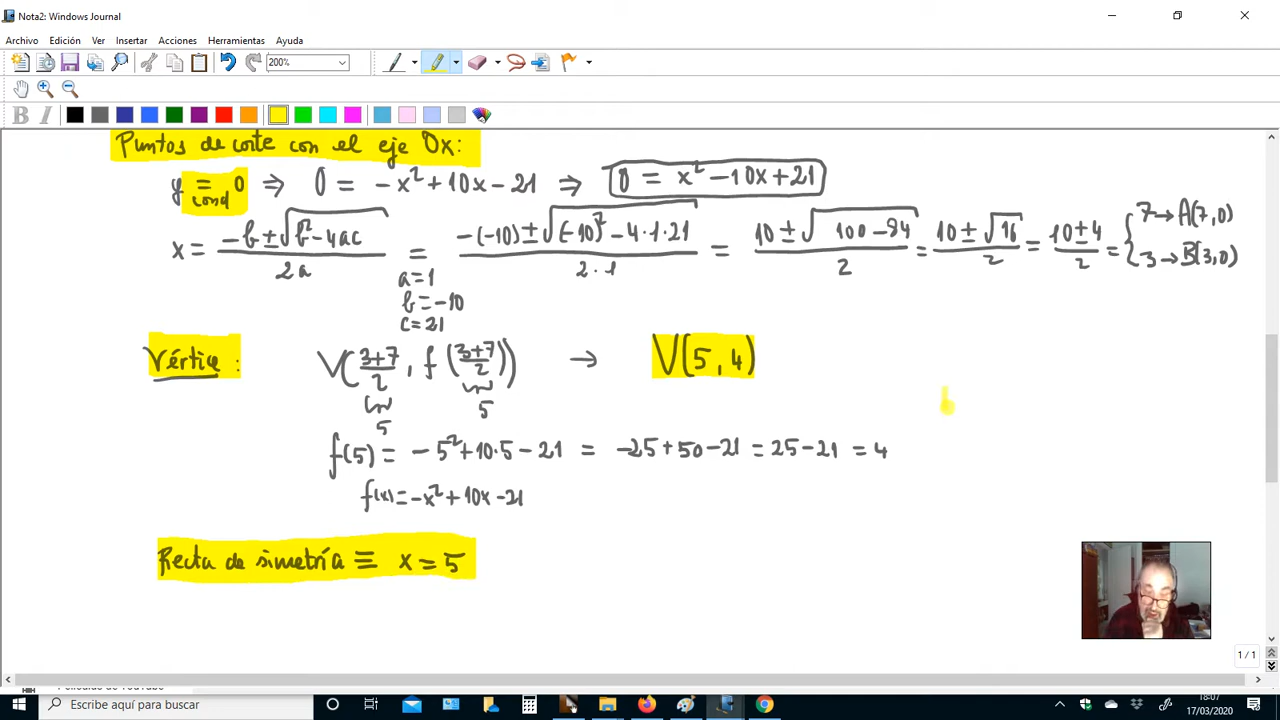 Nota2: Windows Journal
Archivo Edición Ver Insertar Acciones Herramientas Ayuda
200%
B I
Puntos de corte con el eje Ox:
y = 0 ⇒ 0 = -x² + 10x - 21 ⇒ 0 = x² - 10x + 21
cond
x = (-b ± √(b² - 4ac)) / 2a = (-(-10) ± √((-10)² - 4·1·21)) / 2·1 = (10 ± √(100 - 84)) / 2 = (10 ± √16) / 2 = (10 ± 4) / 2 = { 7 → A(7,0)
3 → B(3,0)
a = 1
b = -10
c = 21
Vértice: V((3+7)/2, f((3+7)/2)) → V(5, 4)
5 5
f(5) = -5² + 10·5 - 21 = -25 + 50 - 21 = 25 - 21 = 4
f(x) = -x² + 10x - 21
Recta de simetría ≡ x = 5
1 / 1
Escribe aquí para buscar
18:07
17/03/2020